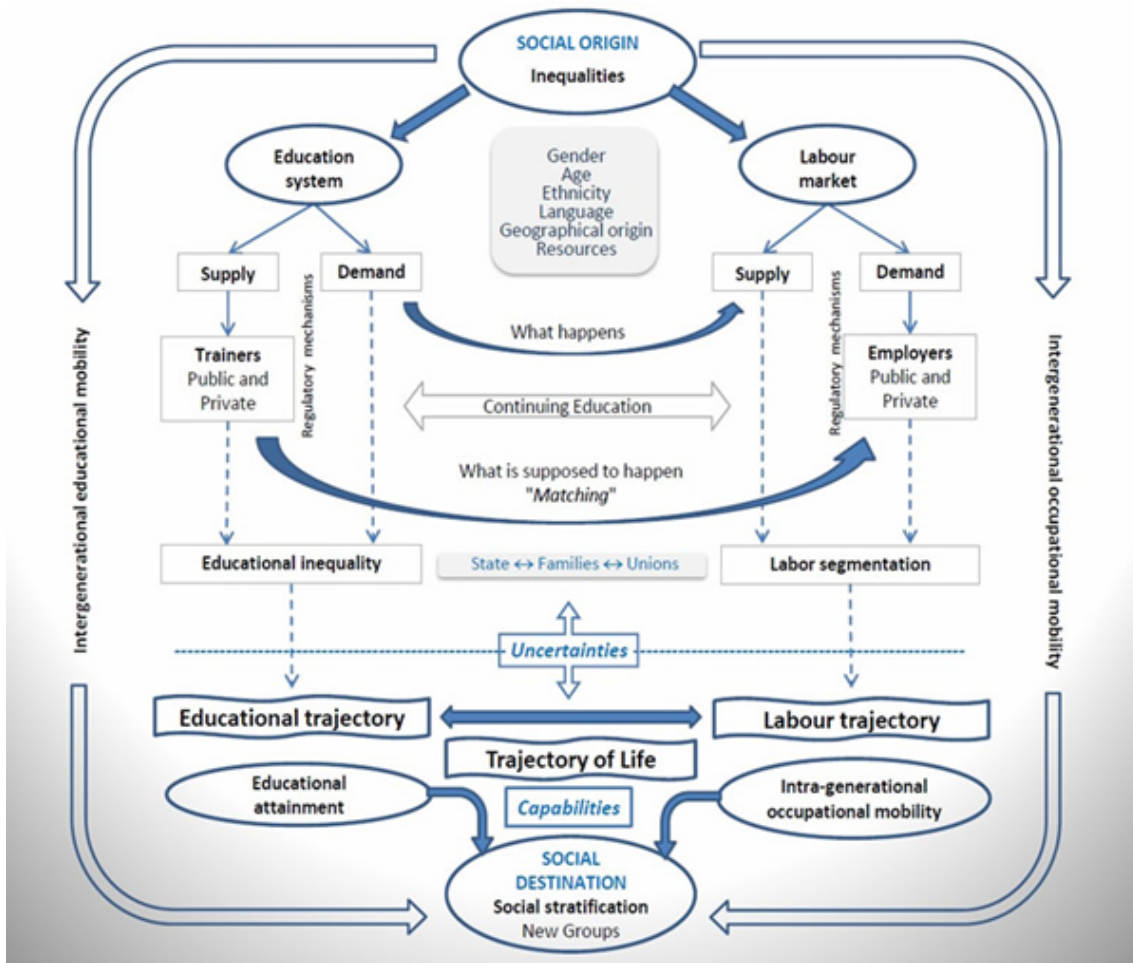 SOCIAL ORIGIN
Inequalities
Education
system
Gender
Age
Ethnicity
Language
Geographical origin
Resources
Labour
market
Supply
Demand
Supply
Demand
Regulatory mechanisms
Regulatory mechanisms
What happens
Trainers
Public and
Private
Employers
Public and
Private
Continuing Education
Intergenerational educational mobility
Intergenerational occupational mobility
What is supposed to happen
"Matching"
Educational inequality
State ↔ Families ↔ Unions
Labor segmentation
Uncertainties
Educational trajectory
Labour trajectory
Trajectory of Life
Educational
attainment
Capabilities
Intra-generational
occupational mobility
SOCIAL
DESTINATION
Social stratification
New Groups